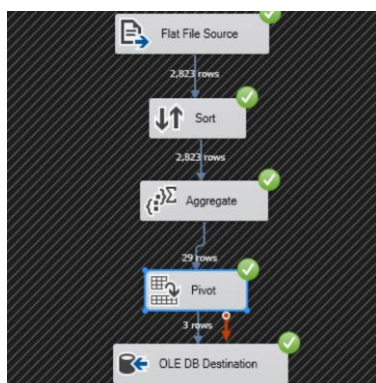 Flat File Source
2,823 rows
Sort
2,823 rows
Aggregate
29 rows
Pivot
3 rows
OLE DB Destination